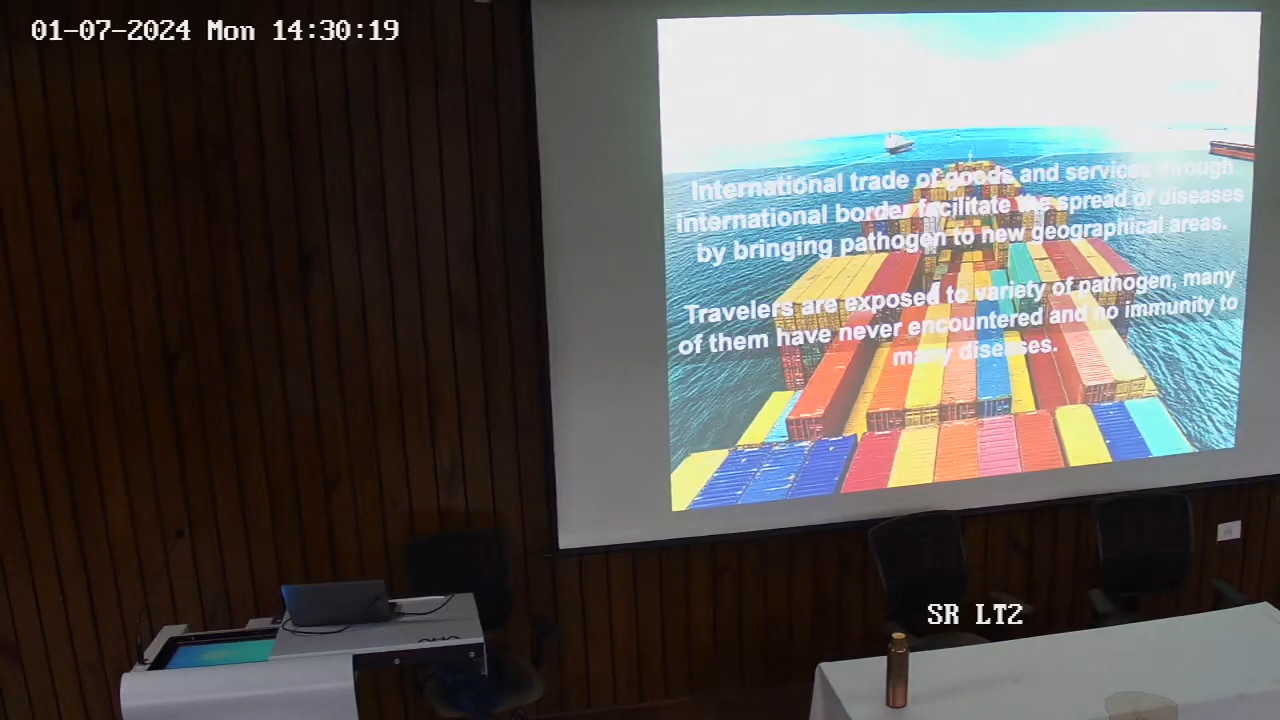 01-07-2024 Mon 14:30:19
International trade of goods and services through
international border facilitate the spread of diseases
by bringing pathogen to new geographical areas.
Travelers are exposed to variety of pathogen, many
of them have never encountered and no immunity to
many diseases.
SR LT2